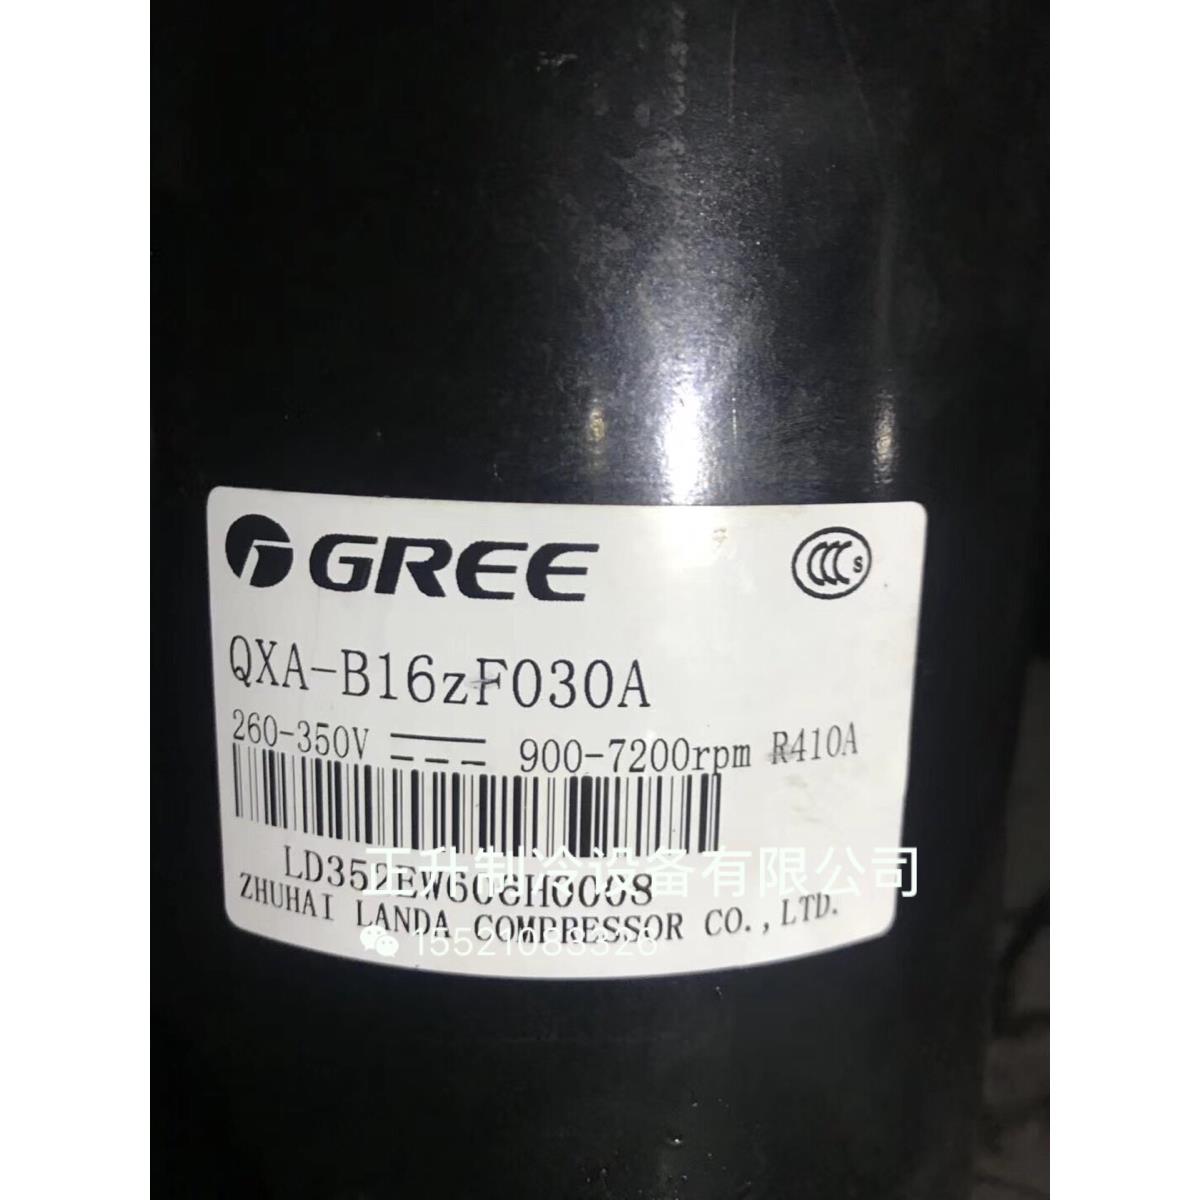 GREE
CCC S
QXA-B16zF030A
260-350V 900-7200rpm R410A
正升制冷设备有限公司
ZHUHAI LANDA COMPRESSOR CO., LTD.